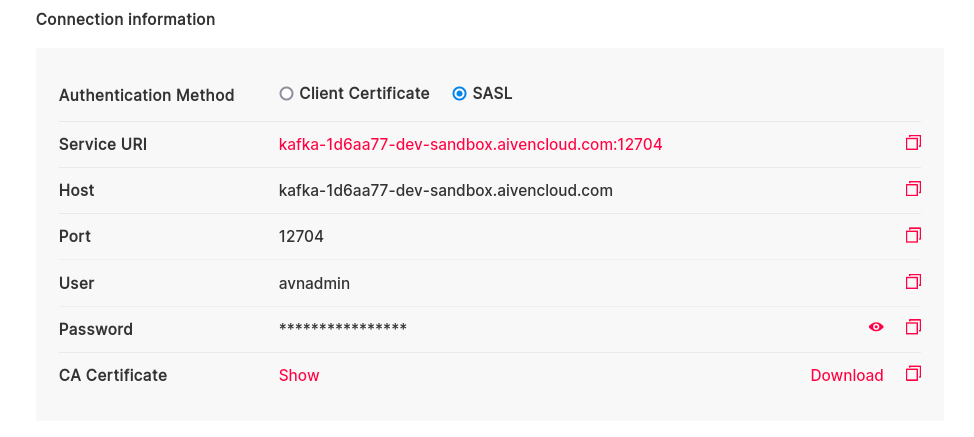 Connection information
Authentication Method Client Certificate SASL
Service URI kafka-1d6aa77-dev-sandbox.aivencloud.com:12704
Host kafka-1d6aa77-dev-sandbox.aivencloud.com
Port 12704
User avnadmin
Password ****************
CA Certificate Show Download